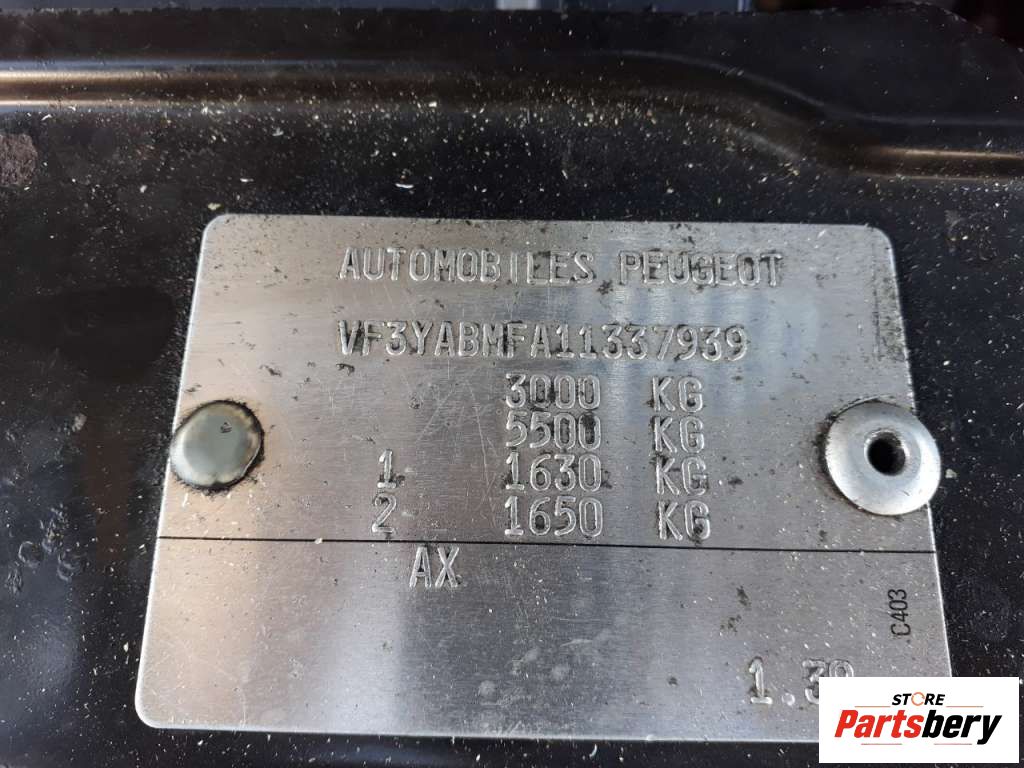 AUTOMOBILES PEUGEOT
VF3YABMFA11337939
3000 KG
5500 KG
1 1630 KG
2 1650 KG
AX
C403
STORE
Partsbery